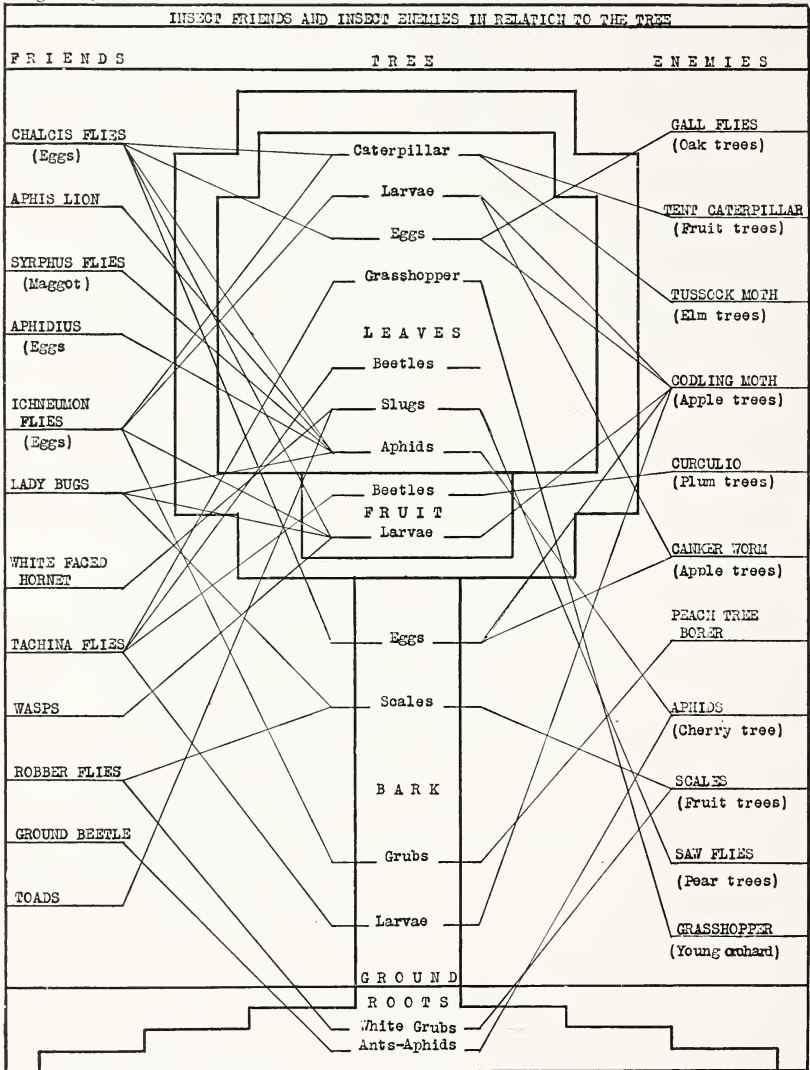 INSECT FRIENDS AND INSECT ENEMIES IN RELATION TO THE TREE
FRIENDS
TREE
ENEMIES
CHALCIS FLIES
(Eggs)
APHIS LION
SYRPHUS FLIES
(Maggot)
APHIDIUS
(Eggs
ICHNEUMON
FLIES
(Eggs)
LADY BUGS
WHITE FACED
HORNET
TACHINA FLIES
WASPS
ROBBER FLIES
GROUND BEETLE
TOADS
Caterpillar
Larvae
Eggs
Grasshopper
LEAVES
Beetles
Slugs
Aphids
Beetles
FRUIT
Larvae
Eggs
Scales
BARK
Grubs
Larvae
GROUND
ROOTS
White Grubs
Ants-Aphids
GALL FLIES
(Oak trees)
TENT CATERPILLAR
(Fruit trees)
TUSSOCK MOTH
(Elm trees)
CODLING MOTH
(Apple trees)
CURCULIO
(Plum trees)
CANKER WORM
(Apple trees)
PEACH TREE
BORER
APHIDS
(Cherry tree)
SCALES
(Fruit trees)
SAW FLIES
(Pear trees)
GRASSHOPPER
(Young